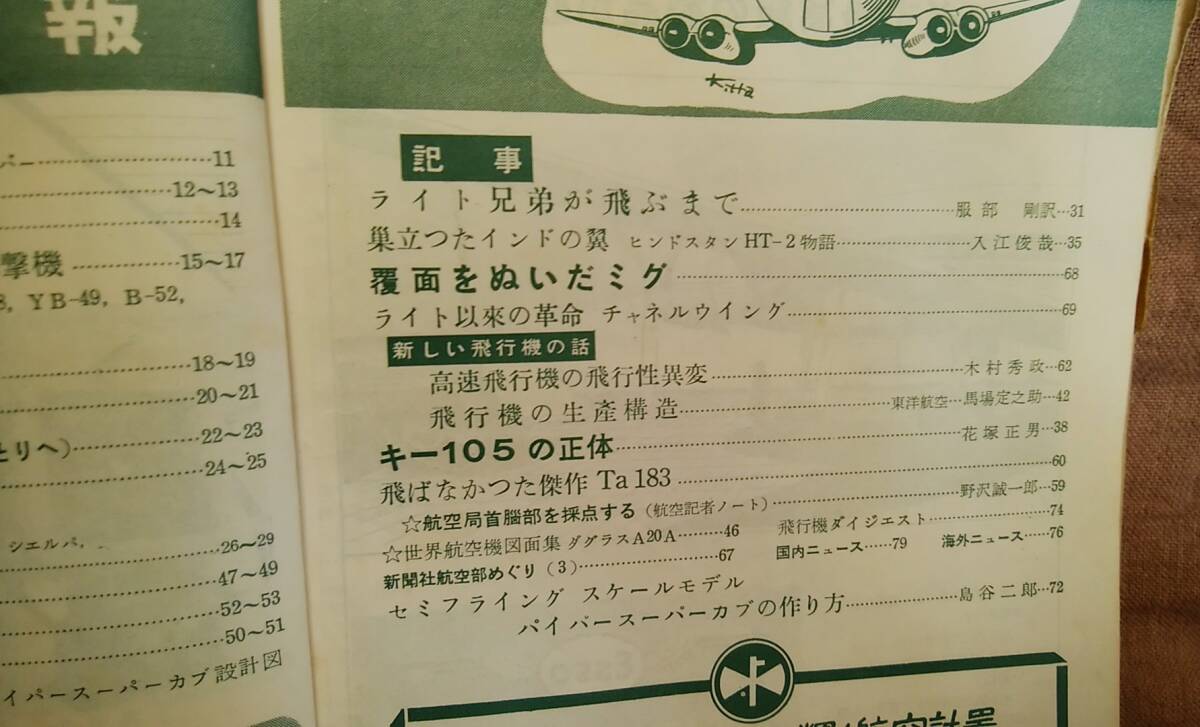 報
バー……………11
12〜13
14
撃機…………15〜17
8, YB-49, B-52,
18〜19
20〜21
とりへ)……………22〜23
24〜25
シエルバ,
26〜29
47〜49
52〜53
50〜51
イパースーパーカブ設計図
Kitta
記事
ライト兄弟が飛ぶまで……………服部 剛訳…31
巣立つたインドの翼 ヒンドスタンHT-2物語……………入江俊哉…35
覆面をぬいだミグ……………68
ライト以來の革命 チャネルウイング……………69
新しい飛行機の話
高速飛行機の飛行性異変……………木村秀政…62
飛行機の生産構造……………東洋航空…馬場定之助…42
キー105の正体……………花塚正男…38
飛ばなかつた傑作 Ta 183……………60
☆航空局首脳部を採点する(航空記者ノート)……………野沢誠一郎…59
☆世界航空機図面集 ダグラスA20A………46 飛行機ダイジエスト……………74
新聞社航空部めぐり(3)……………67 国内ニュース……79 海外ニュース……76
セミフライング スケールモデル
パイパースーパーカブの作り方……………島谷二郎…72
航空計器